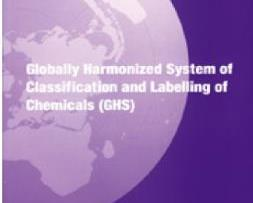 Globally Harmonized System of
Classification and Labelling of
Chemicals (GHS)